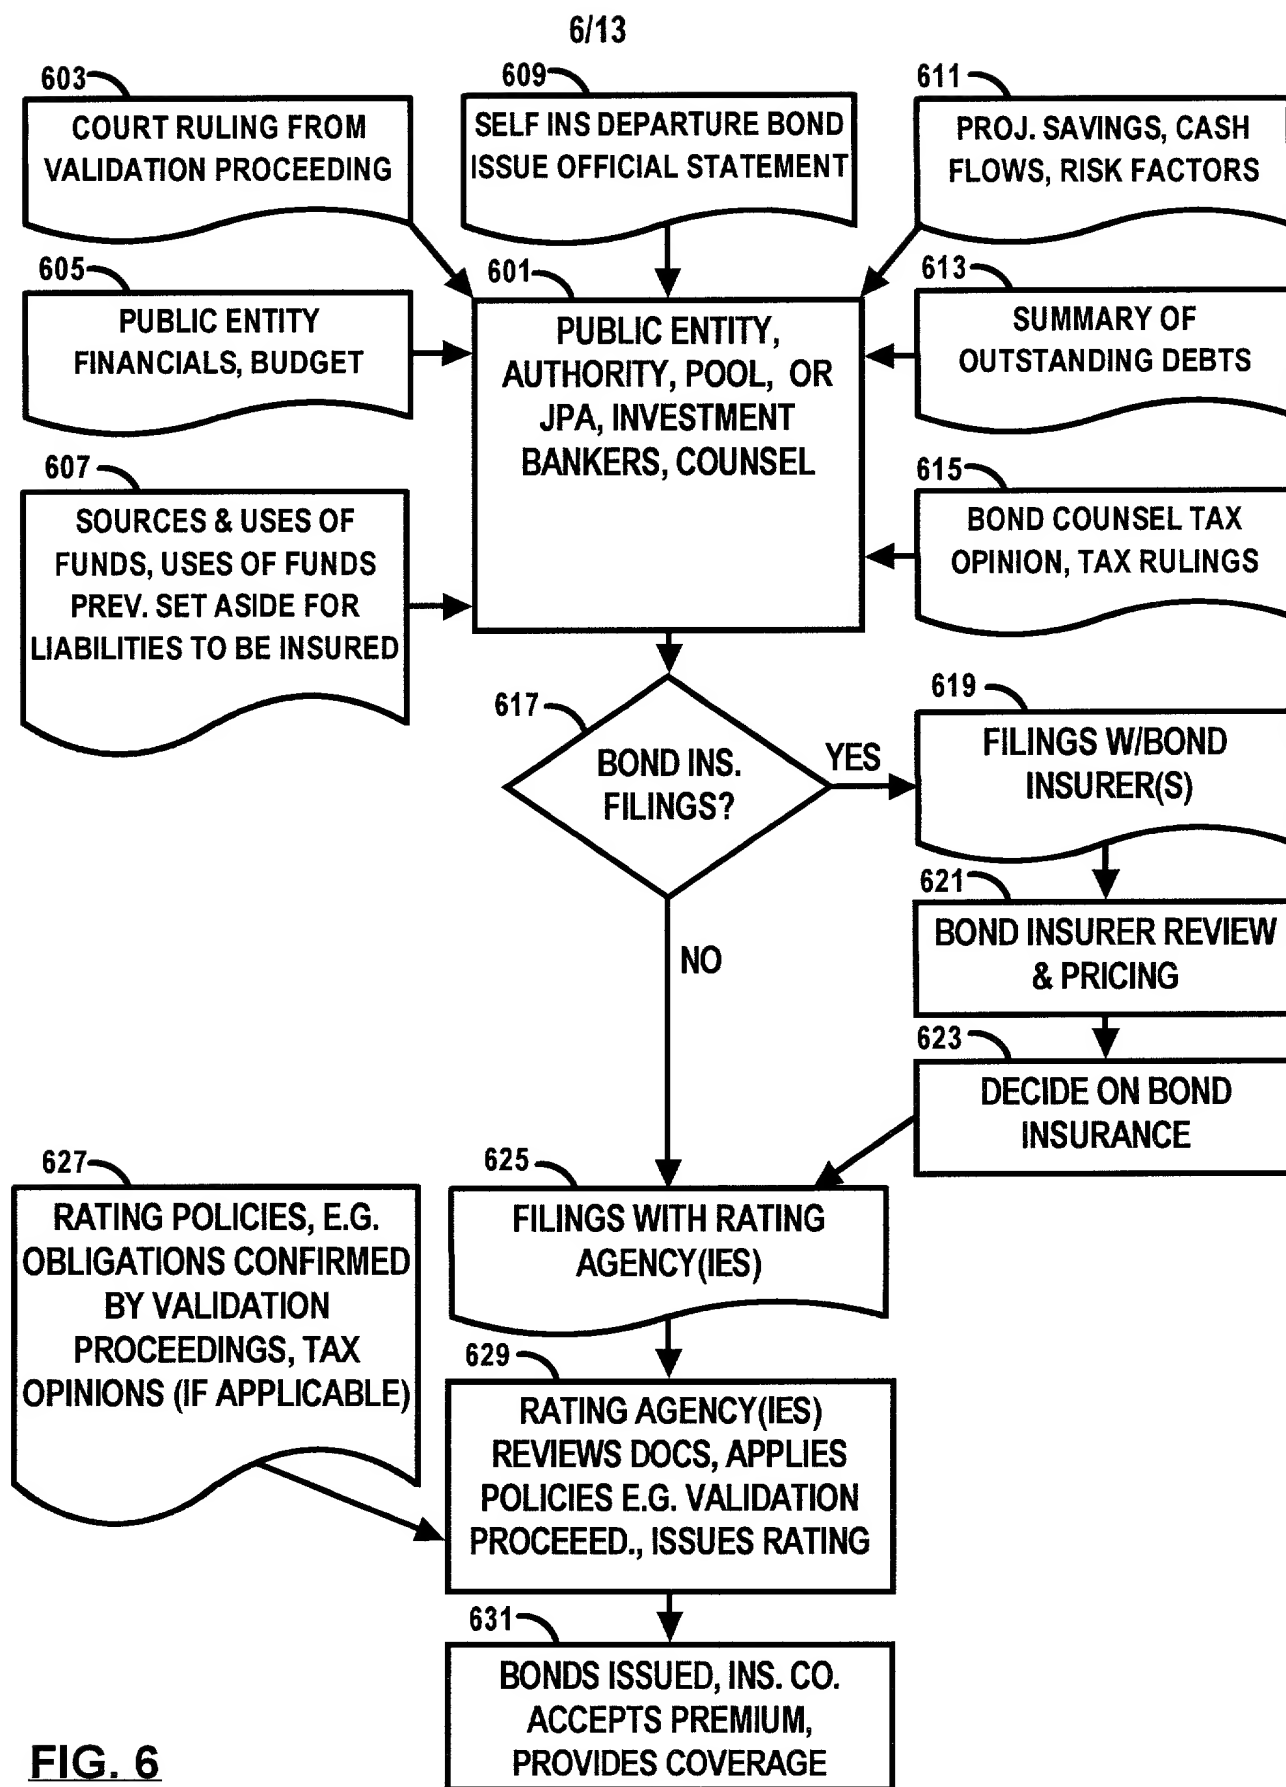 6/13
603
COURT RULING FROM
VALIDATION PROCEEDING
609
SELF INS DEPARTURE BOND
ISSUE OFFICIAL STATEMENT
611
PROJ. SAVINGS, CASH
FLOWS, RISK FACTORS
605
PUBLIC ENTITY
FINANCIALS, BUDGET
601
PUBLIC ENTITY,
AUTHORITY, POOL, OR
JPA, INVESTMENT
BANKERS, COUNSEL
613
SUMMARY OF
OUTSTANDING DEBTS
607
SOURCES & USES OF
FUNDS, USES OF FUNDS
PREV. SET ASIDE FOR
LIABILITIES TO BE INSURED
615
BOND COUNSEL TAX
OPINION, TAX RULINGS
617
BOND INS.
FILINGS?
YES
NO
619
FILINGS W/BOND
INSURER(S)
621
BOND INSURER REVIEW
& PRICING
623
DECIDE ON BOND
INSURANCE
627
RATING POLICIES, E.G.
OBLIGATIONS CONFIRMED
BY VALIDATION
PROCEEDINGS, TAX
OPINIONS (IF APPLICABLE)
625
FILINGS WITH RATING
AGENCY(IES)
629
RATING AGENCY(IES)
REVIEWS DOCS, APPLIES
POLICIES E.G. VALIDATION
PROCEEED., ISSUES RATING
631
BONDS ISSUED, INS. CO.
ACCEPTS PREMIUM,
PROVIDES COVERAGE
FIG. 6